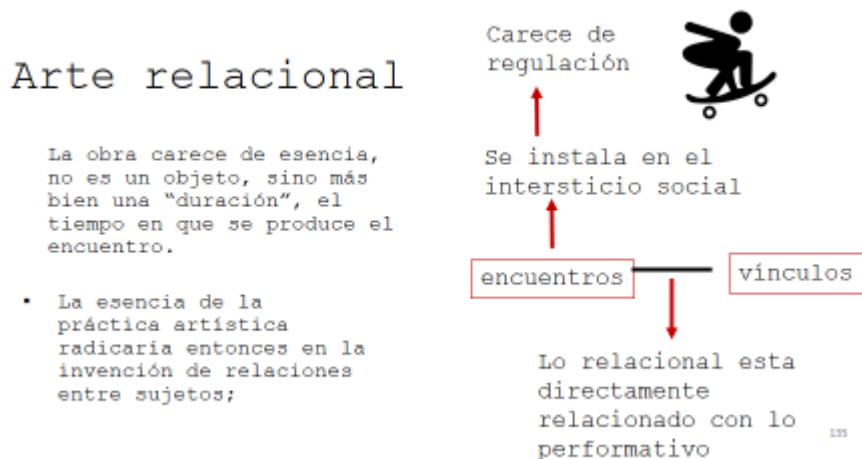 Arte relacional
La obra carece de esencia,
no es un objeto, sino más
bien una “duración”, el
tiempo en que se produce el
encuentro.
• La esencia de la
práctica artística
radicaría entonces en la
invención de relaciones
entre sujetos;
Carece de
regulación
Se instala en el
intersticio social
encuentros
vínculos
Lo relacional esta
directamente
relacionado con lo
performativo
135